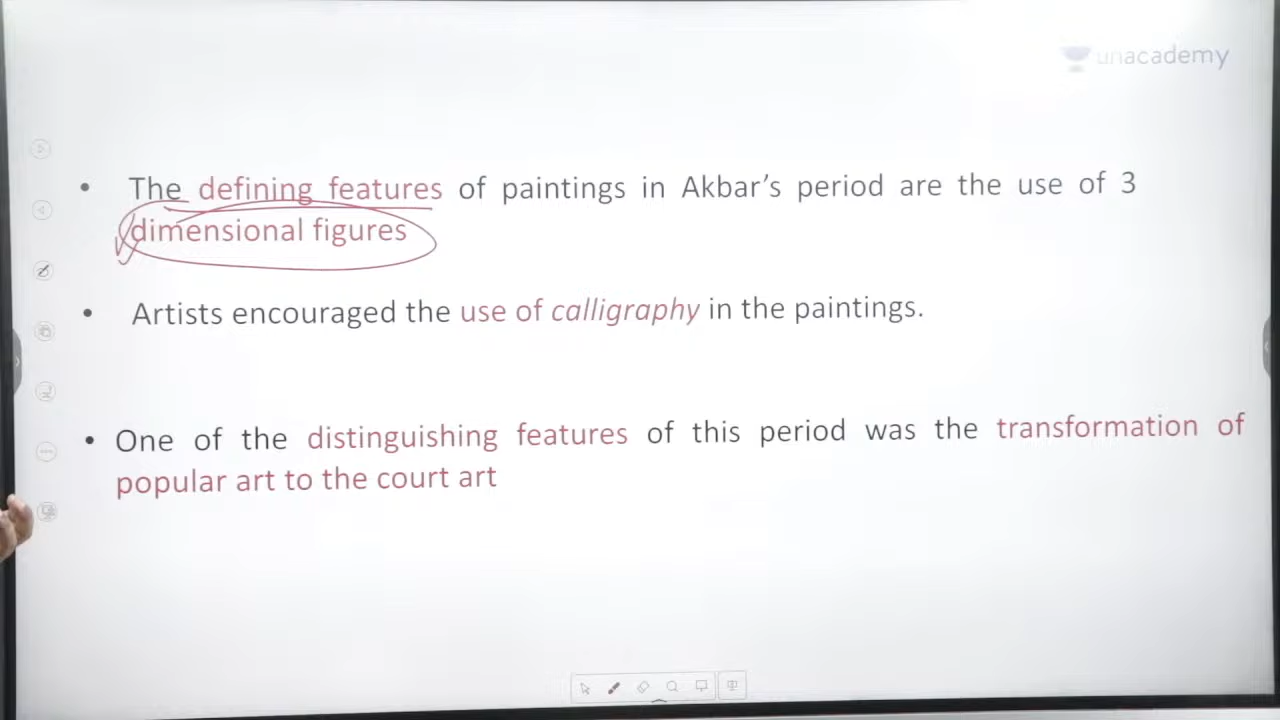 unacademy
• The defining features of paintings in Akbar's period are the use of 3
dimensional figures
• Artists encouraged the use of calligraphy in the paintings.
• One of the distinguishing features of this period was the transformation of
popular art to the court art